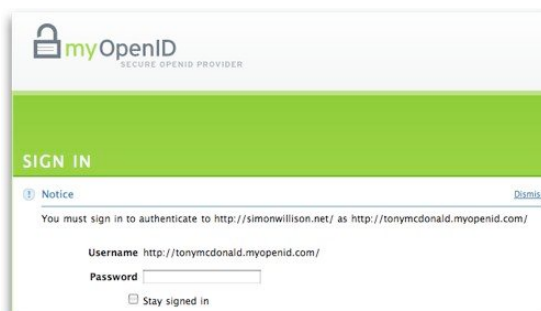 myOpenID
SECURE OPENID PROVIDER
SIGN IN
Notice
You must sign in to authenticate to http://simonwillison.net/ as http://tonymcdonald.myopenid.com/
Username http://tonymcdonald.myopenid.com/
Password
Stay signed in